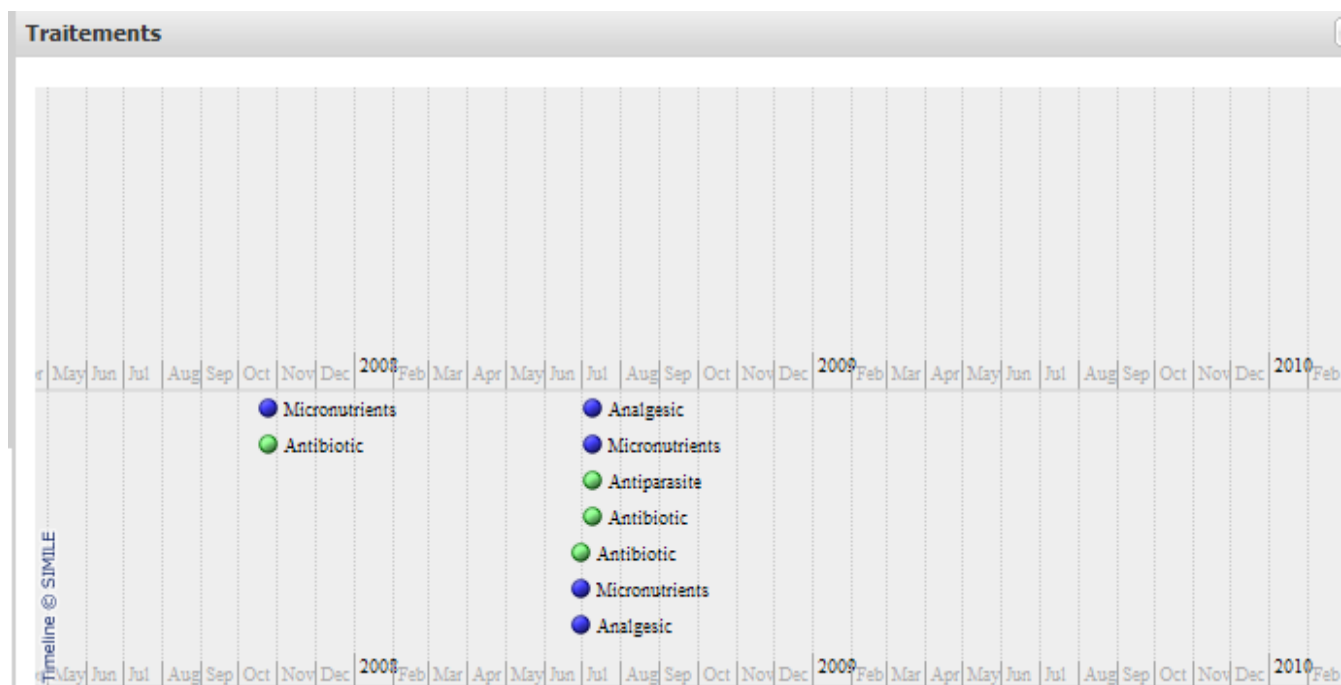 Traitements
r May Jun Jul Aug Sep Oct Nov Dec 2008 Feb Mar Apr May Jun Jul Aug Sep Oct Nov Dec 2009 Feb Mar Apr May Jun Jul Aug Sep Oct Nov Dec 2010 Feb
Micronutrients Analgesic
Antibiotic Micronutrients
Antiparasite
Antibiotic
Antibiotic
Micronutrients
Analgesic
Timeline © SIMILE
May Jun Jul Aug Sep Oct Nov Dec 2008 Feb Mar Apr May Jun Jul Aug Sep Oct Nov Dec 2009 Feb Mar Apr May Jun Jul Aug Sep Oct Nov Dec 2010 Feb